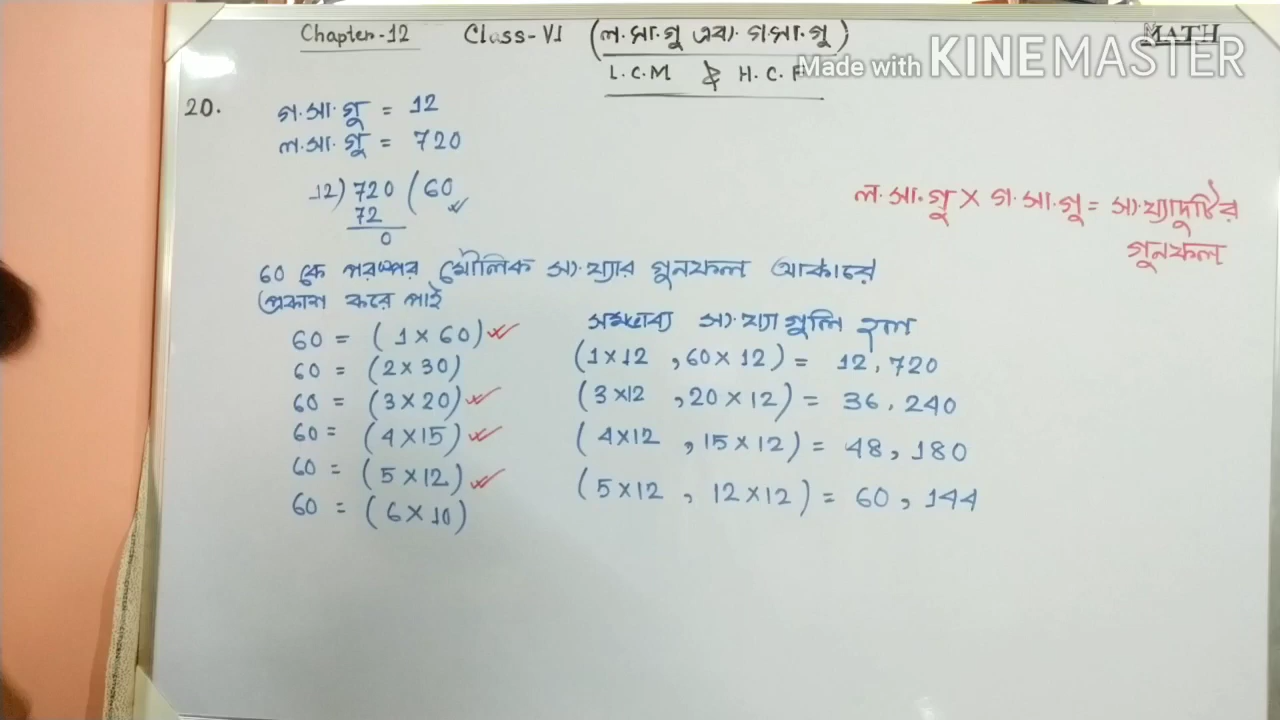 Chapter-12 Class-VI (ল.সা.গু এবং গ.সা.গু) MATH
L.C.M & H.C.F
Made with KINEMASTER
20. গ.সা.গু = 12
ল.সা.গু = 720
12) 720 (60
72
0
ল.সা.গু × গ.সা.গু = সংখ্যাদুটির
গুনফল
60 কে পরস্পর মৌলিক সংখ্যার গুনফল আকারে
প্রকাশ করে পাই
সম্ভাব্য সংখ্যাগুলি হল
60 = (1 × 60) ✓
60 = (2 × 30)
60 = (3 × 20) ✓
60 = (4 × 15) ✓
60 = (5 × 12) ✓
60 = (6 × 10)
(1×12 , 60×12) = 12, 720
(3×12 , 20×12) = 36, 240
(4×12 , 15×12) = 48, 180
(5×12 , 12×12) = 60, 144